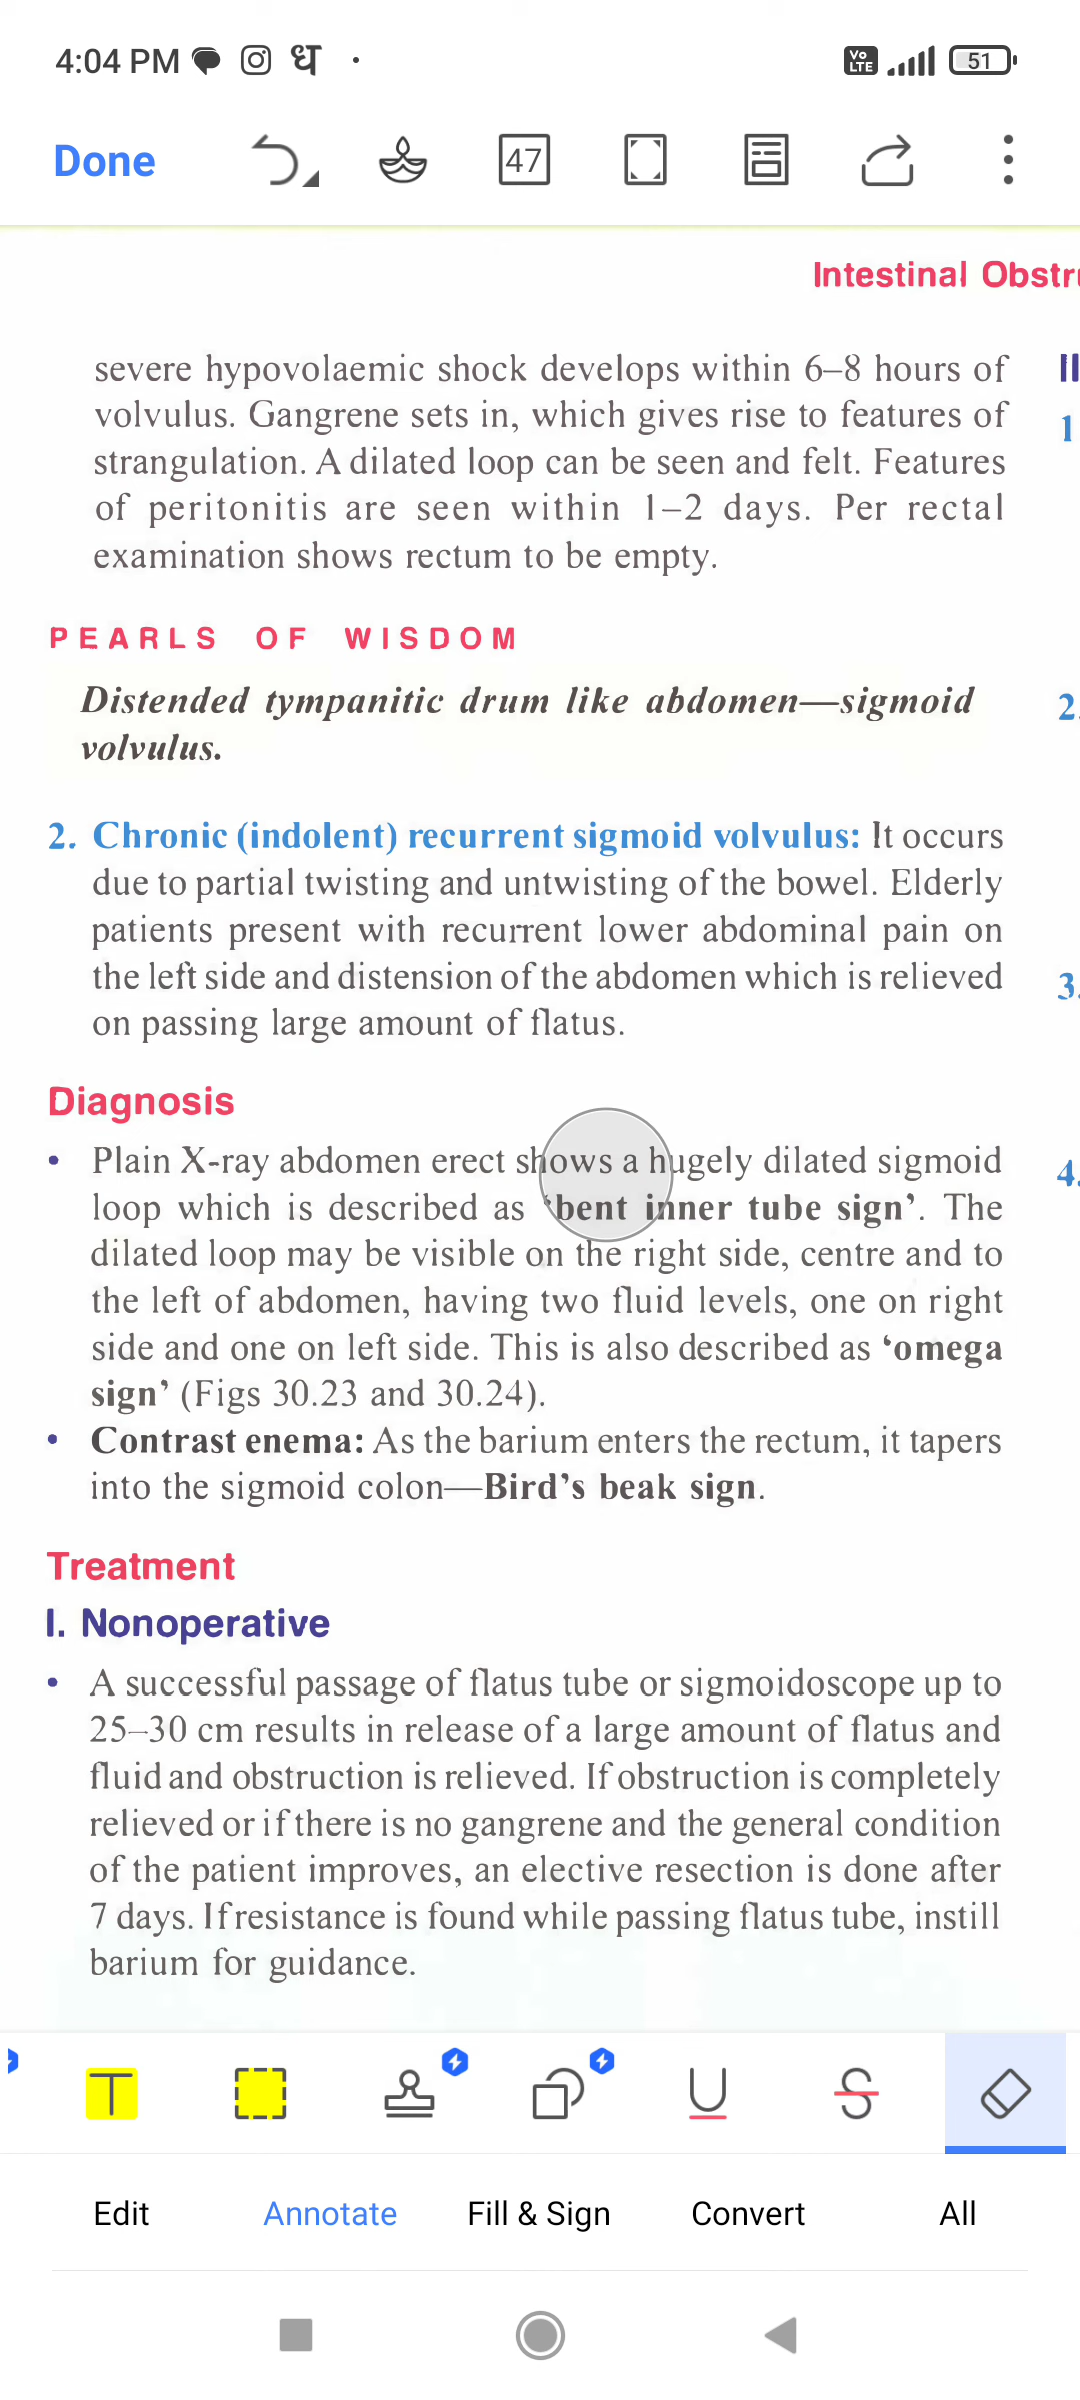 4:04 PM ध Vo LTE 51
Done 47
Intestinal Obstr
severe hypovolaemic shock develops within 6–8 hours of
volvulus. Gangrene sets in, which gives rise to features of
strangulation. A dilated loop can be seen and felt. Features
of peritonitis are seen within 1–2 days. Per rectal
examination shows rectum to be empty.
PEARLS OF WISDOM
Distended tympanitic drum like abdomen—sigmoid
volvulus.
2. Chronic (indolent) recurrent sigmoid volvulus: It occurs
due to partial twisting and untwisting of the bowel. Elderly
patients present with recurrent lower abdominal pain on
the left side and distension of the abdomen which is relieved
on passing large amount of flatus.
Diagnosis
• Plain X-ray abdomen erect shows a hugely dilated sigmoid
loop which is described as ‘bent inner tube sign’. The
dilated loop may be visible on the right side, centre and to
the left of abdomen, having two fluid levels, one on right
side and one on left side. This is also described as ‘omega
sign’ (Figs 30.23 and 30.24).
• Contrast enema: As the barium enters the rectum, it tapers
into the sigmoid colon—Bird’s beak sign.
Treatment
I. Nonoperative
• A successful passage of flatus tube or sigmoidoscope up to
25–30 cm results in release of a large amount of flatus and
fluid and obstruction is relieved. If obstruction is completely
relieved or if there is no gangrene and the general condition
of the patient improves, an elective resection is done after
7 days. If resistance is found while passing flatus tube, instill
barium for guidance.
II
1
2.
3.
4.
T U S
Edit Annotate Fill & Sign Convert All